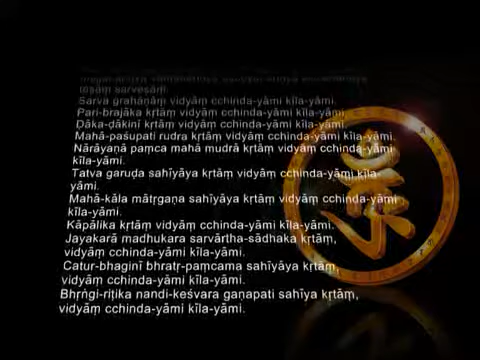 teṣāṃ sarveṣāṃ.
Sarva grahāṇāṃ vidyāṃ cchinda-yāmi kīla-yāmi.
Pari-brajāka kṛtāṃ vidyāṃ cchinda-yāmi kīla-yāmi.
Ḍāka-ḍākinī kṛtāṃ vidyāṃ cchinda-yāmi kīla-yāmi.
Mahā-paśupati rudra kṛtāṃ vidyāṃ cchinda-yāmi kīla-yāmi.
Nārāyaṇā paṃca mahā mudrā kṛtāṃ vidyāṃ cchinda-yāmi
kīla-yāmi.
Tatva garuḍa sahīyāya kṛtāṃ vidyāṃ cchinda-yāmi kīla-
yāmi.
Mahā-kāla mātṛgaṇa sahīyāya kṛtāṃ vidyāṃ cchinda-yāmi
kīla-yāmi.
Kāpālika kṛtāṃ vidyāṃ cchinda-yāmi kīla-yāmi.
Jayakarā madhukara sarvārtha-sādhaka kṛtāṃ,
vidyāṃ cchinda-yāmi kīla-yāmi.
Catur-bhaginī bhratṛ-paṃcama sahīyāya kṛtāṃ,
vidyāṃ cchinda-yāmi kīla-yāmi.
Bhṛṅgi-riṭika nandi-keśvara gaṇapati sahīya kṛtāṃ,
vidyāṃ cchinda-yāmi kīla-yāmi.